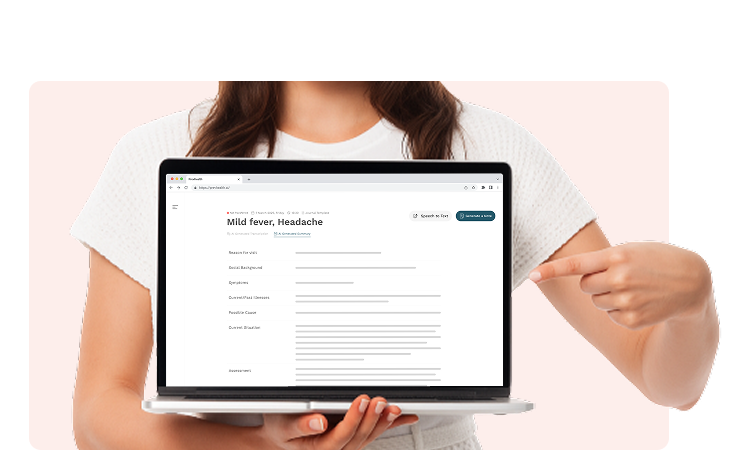 Mild fever, Headache
Speech to Text
Generate a Note
AI Generated Summary
Reason for visit
Social Background
Symptoms
Current/Past Illnesses
Possible Cause
Current Situation
Assessment